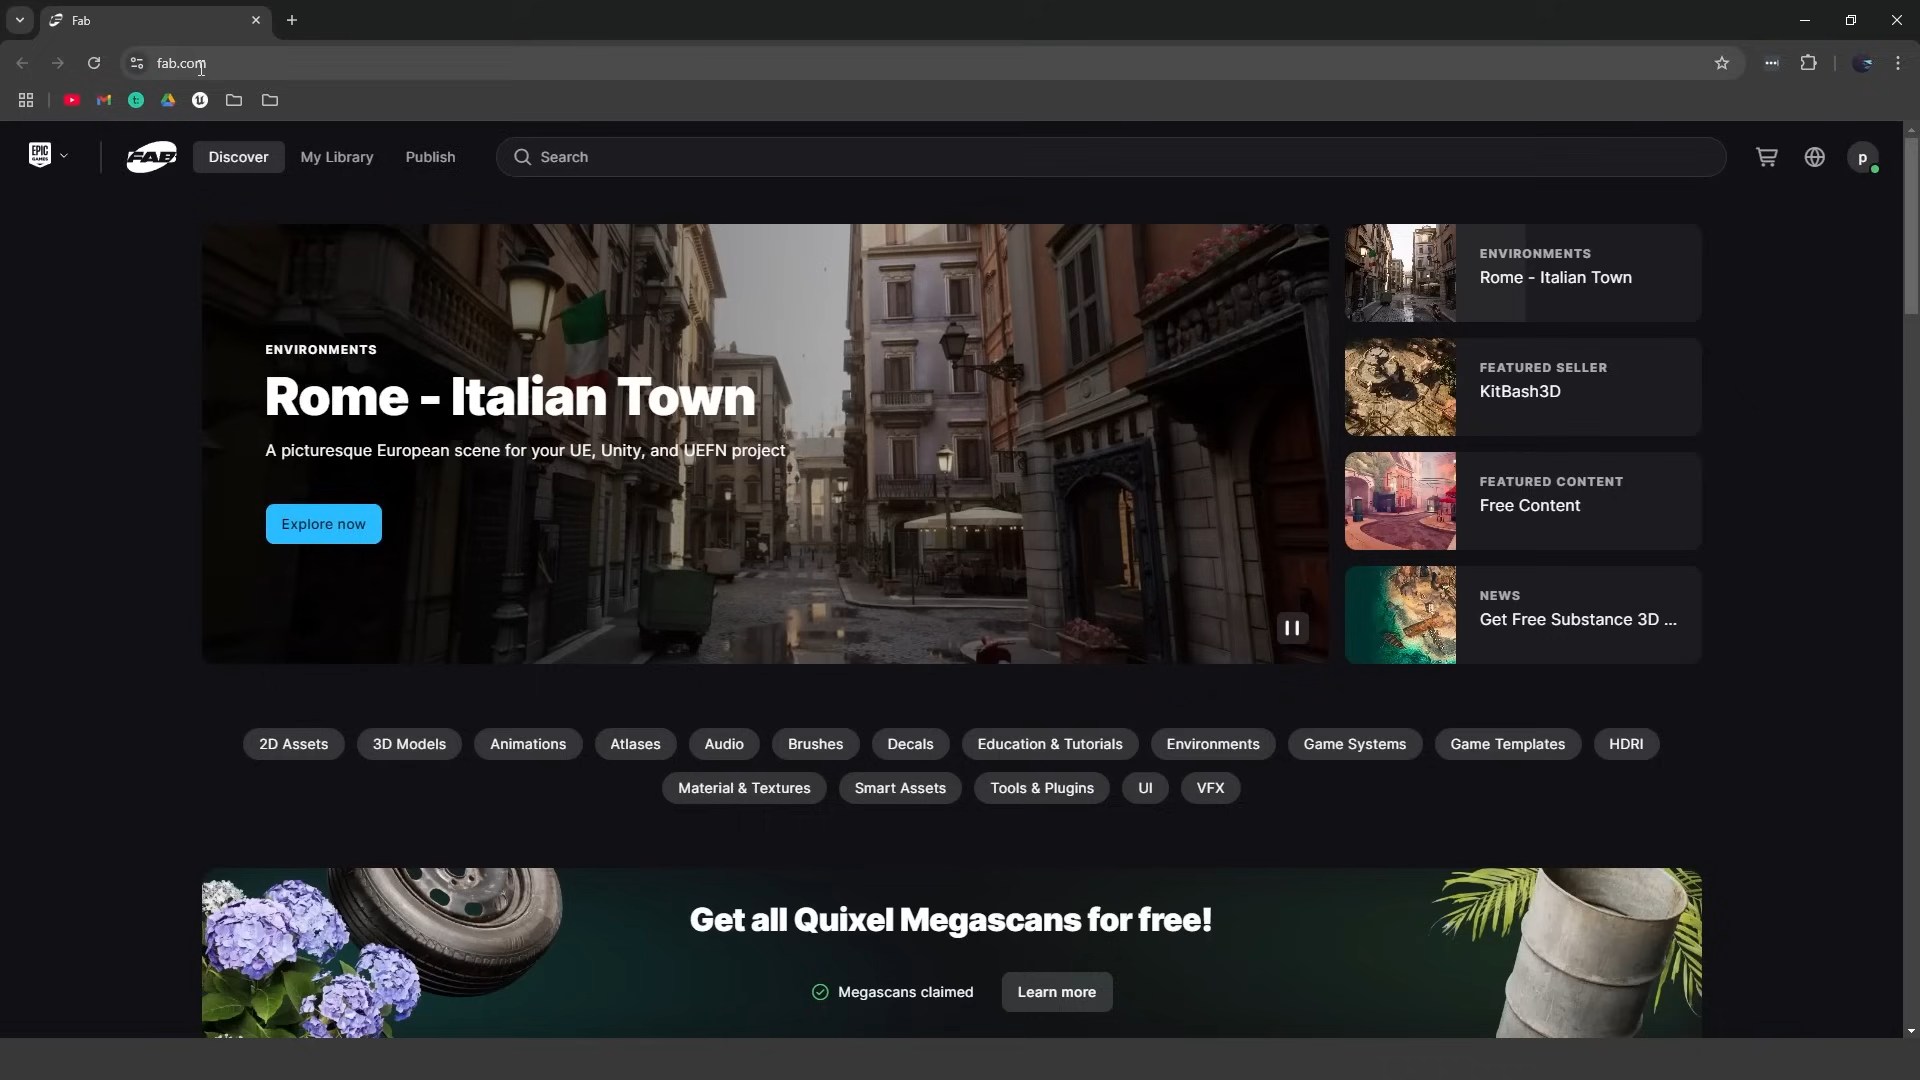 Fab
fab.com
EPIC
GAMES
FAB
Discover
My Library
Publish
Search
p
ENVIRONMENTS
Rome - Italian Town
A picturesque European scene for your UE, Unity, and UEFN project
Explore now
ENVIRONMENTS
Rome - Italian Town
FEATURED SELLER
KitBash3D
FEATURED CONTENT
Free Content
NEWS
Get Free Substance 3D ...
2D Assets
3D Models
Animations
Atlases
Audio
Brushes
Decals
Education & Tutorials
Environments
Game Systems
Game Templates
HDRI
Material & Textures
Smart Assets
Tools & Plugins
UI
VFX
Get all Quixel Megascans for free!
Megascans claimed
Learn more